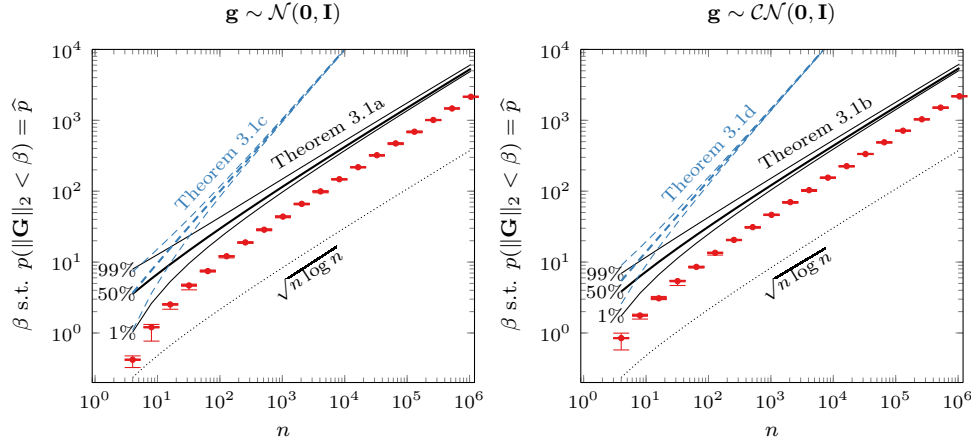 g ∼ 𝒩(0, I)
β s.t. p(‖G‖₂ < β) = p̂
10⁴
10³
10²
10¹
10⁰
Theorem 3.1c
Theorem 3.1a
99%
50%
1%
√n log n
10⁰ 10¹ 10² 10³ 10⁴ 10⁵ 10⁶
n
g ∼ 𝒞𝒩(0, I)
β s.t. p(‖G‖₂ < β) = p̂
10⁴
10³
10²
10¹
10⁰
Theorem 3.1d
Theorem 3.1b
99%
50%
1%
√n log n
10⁰ 10¹ 10² 10³ 10⁴ 10⁵ 10⁶
n